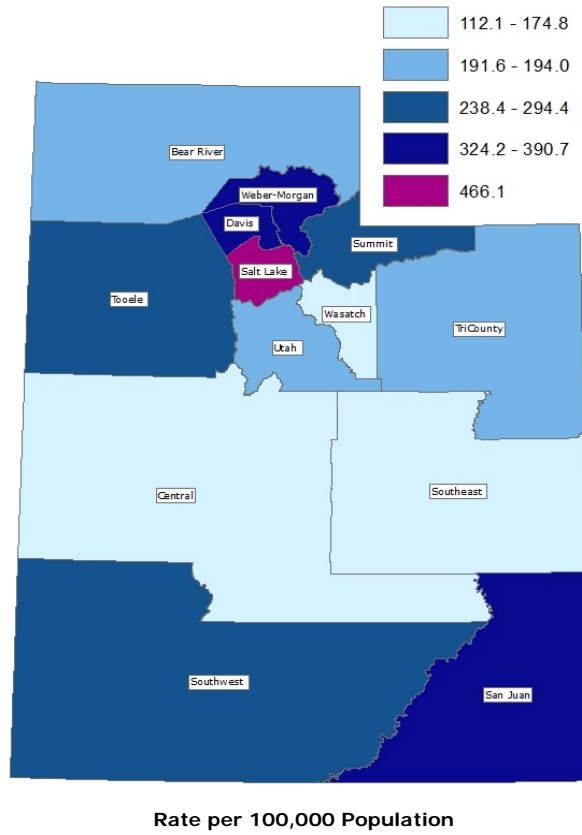 112.1 - 174.8
191.6 - 194.0
238.4 - 294.4
324.2 - 390.7
466.1
Bear River
Weber-Morgan
Davis
Summit
Salt Lake
Tooele
Wasatch
TriCounty
Utah
Central
Southeast
Southwest
San Juan
Rate per 100,000 Population